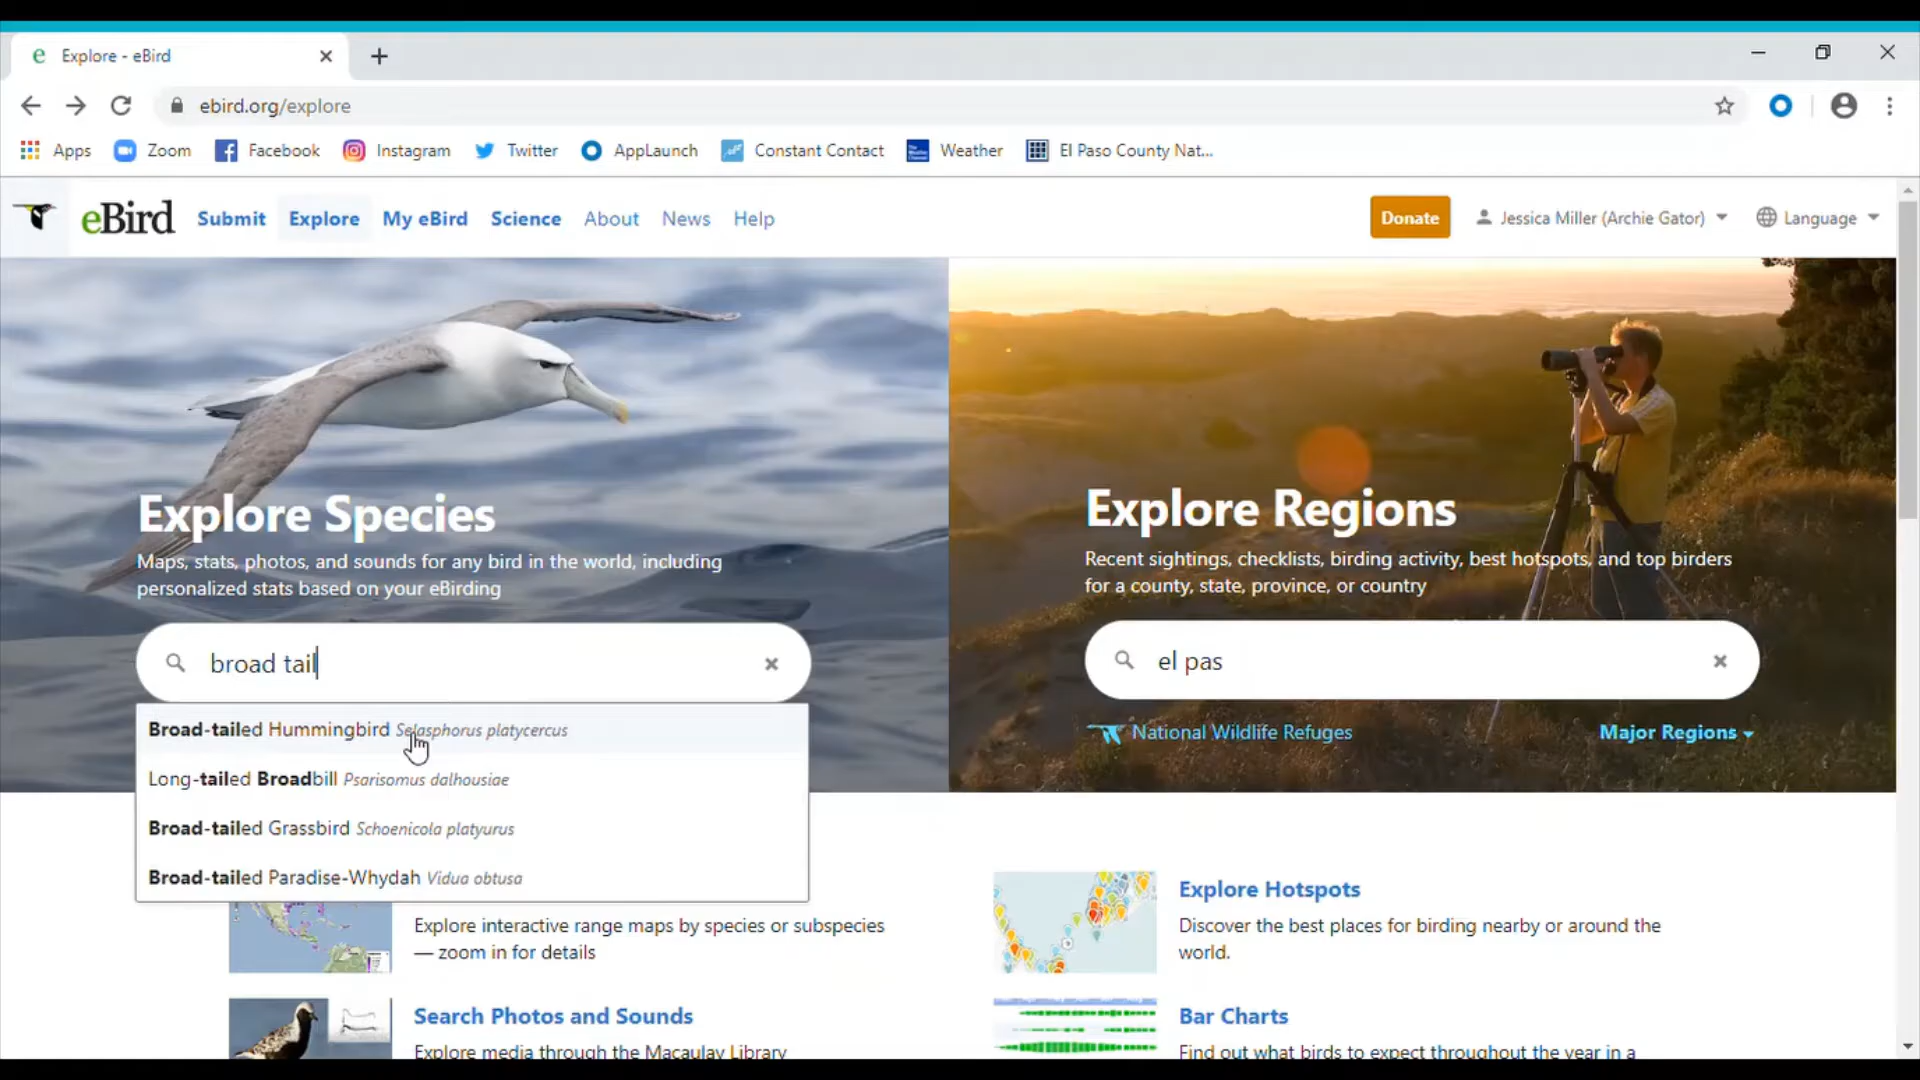 Explore - eBird
ebird.org/explore
Apps Zoom Facebook Instagram Twitter AppLaunch Constant Contact Weather El Paso County Nat...
eBird Submit Explore My eBird Science About News Help Donate Jessica Miller (Archie Gator) Language
Explore Species
Maps, stats, photos, and sounds for any bird in the world, including
personalized stats based on your eBirding
broad tail
Broad-tailed Hummingbird Selasphorus platycercus
Long-tailed Broadbill Psarisomus dalhousiae
Broad-tailed Grassbird Schoenicola platyurus
Broad-tailed Paradise-Whydah Vidua obtusa
Explore Regions
Recent sightings, checklists, birding activity, best hotspots, and top birders
for a county, state, province, or country
el pas
National Wildlife Refuges Major Regions
Explore interactive range maps by species or subspecies
— zoom in for details
Explore Hotspots
Discover the best places for birding nearby or around the
world.
Search Photos and Sounds
Explore media through the Macaulay Library
Bar Charts
Find out what birds to expect throughout the year in a